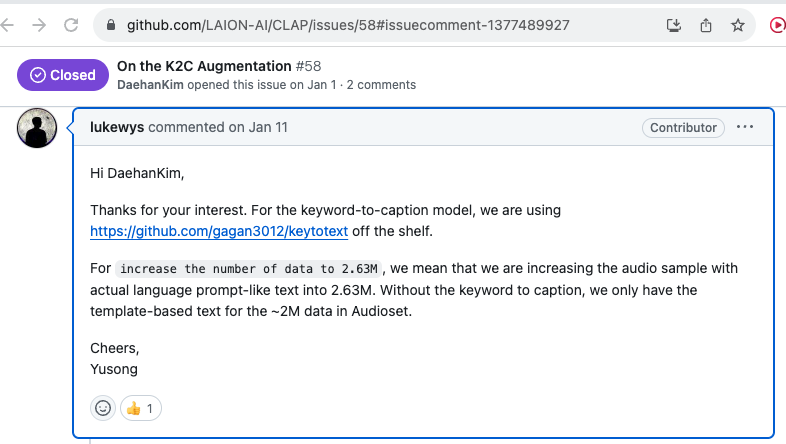 github.com/LAION-AI/CLAP/issues/58#issuecomment-1377489927
Closed
On the K2C Augmentation #58
DaehanKim opened this issue on Jan 1 · 2 comments
lukewys commented on Jan 11
Contributor
Hi DaehanKim,
Thanks for your interest. For the keyword-to-caption model, we are using
https://github.com/gagan3012/keytotext off the shelf.
For increase the number of data to 2.63M, we mean that we are increasing the audio sample with
actual language prompt-like text into 2.63M. Without the keyword to caption, we only have the
template-based text for the ~2M data in Audioset.
Cheers,
Yusong
👍 1